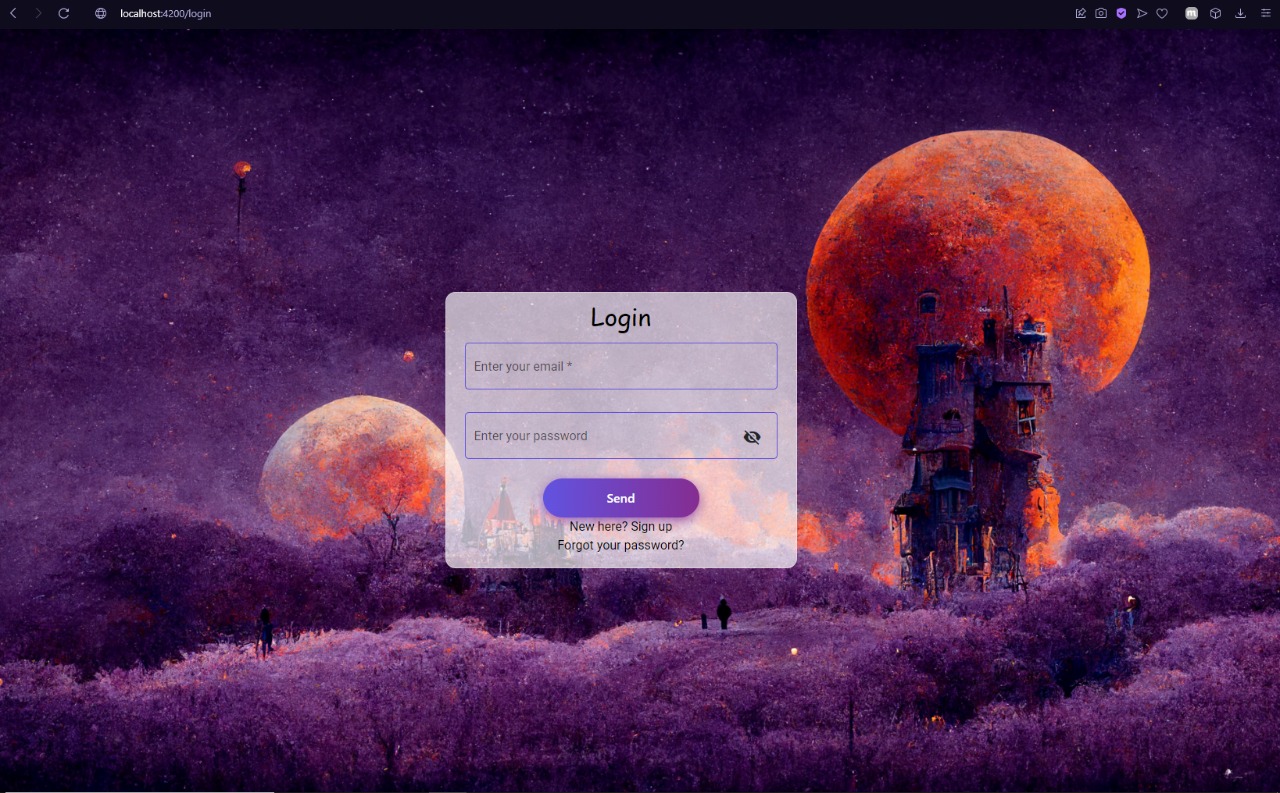 localhost:4200/login
m
Login
Enter your email *
Enter your password
Send
New here? Sign up
Forgot your password?